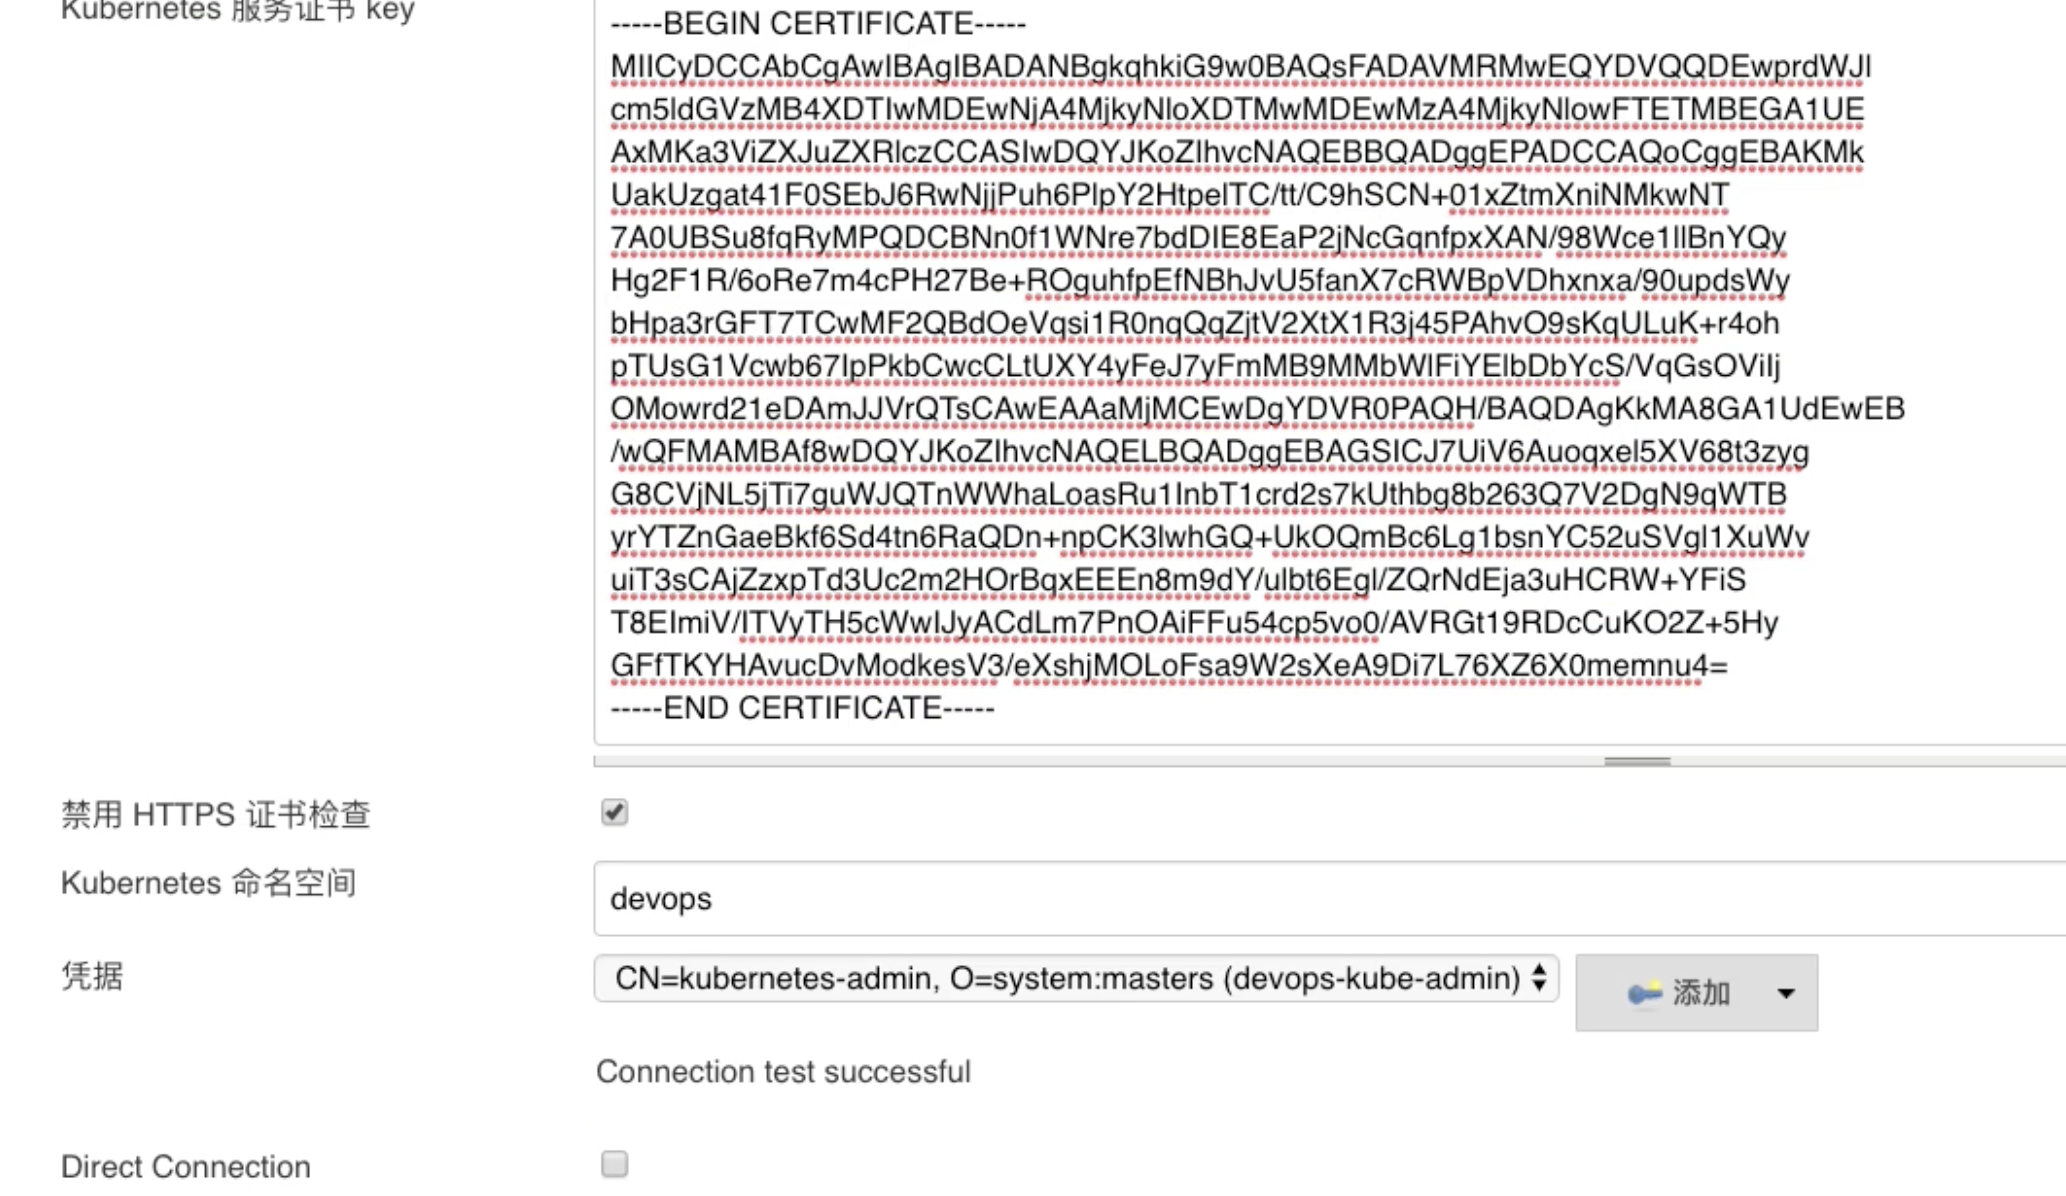 Kubernetes 服务证书 key
-----BEGIN CERTIFICATE-----
MIICyDCCAbCgAwIBAgIBADANBgkqhkiG9w0BAQsFADAVMRMwEQYDVQQDEwprdWJl
cm5ldGVzMB4XDTIwMDEwNjA4MjkyNloXDTMwMDEwMzA4MjkyNlowFTETMBEGA1UE
AxMKa3ViZXJuZXRlczCCASIwDQYJKoZIhvcNAQEBBQADggEPADCCAQoCggEBAKMk
UakUzgat41F0SEbJ6RwNjjPuh6PlpY2HtpelTC/tt/C9hSCN+01xZtmXniNMkwNT
7A0UBSu8fqRyMPQDCBNn0f1WNre7bdDIE8EaP2jNcGqnfpxXAN/98Wce1llBnYQy
Hg2F1R/6oRe7m4cPH27Be+ROguhfpEfNBhJvU5fanX7cRWBpVDhxnxa/90updsWy
bHpa3rGFT7TCwMF2QBdOeVqsi1R0nqQqZjtV2XtX1R3j45PAhvO9sKqULuK+r4oh
pTUsG1Vcwb67IpPkbCwcCLtUXY4yFeJ7yFmMB9MMbWlFiYElbDbYcS/VqGsOVilj
OMowrd21eDAmJJVrQTsCAwEAAaMjMCEwDgYDVR0PAQH/BAQDAgKkMA8GA1UdEwEB
/wQFMAMBAf8wDQYJKoZIhvcNAQELBQADggEBAGSICJ7UiV6Auoqxel5XV68t3zyg
G8CVjNL5jTi7guWJQTnWWhaLoasRu1InbT1crd2s7kUthbg8b263Q7V2DgN9qWTB
yrYTZnGaeBkf6Sd4tn6RaQDn+npCK3lwhGQ+UkOQmBc6Lg1bsnYC52uSVgl1XuWv
uiT3sCAjZzxpTd3Uc2m2HOrBqxEEEn8m9dY/ulbt6Egl/ZQrNdEja3uHCRW+YFiS
T8EImiV/ITVyTH5cWwIJyACdLm7PnOAiFFu54cp5vo0/AVRGt19RDcCuKO2Z+5Hy
GFfTKYHAvucDvModkesV3/eXshjMOLoFsa9W2sXeA9Di7L76XZ6X0memnu4=
-----END CERTIFICATE-----
禁用 HTTPS 证书检查
Kubernetes 命名空间
devops
凭据
CN=kubernetes-admin, O=system:masters (devops-kube-admin)
添加
Connection test successful
Direct Connection